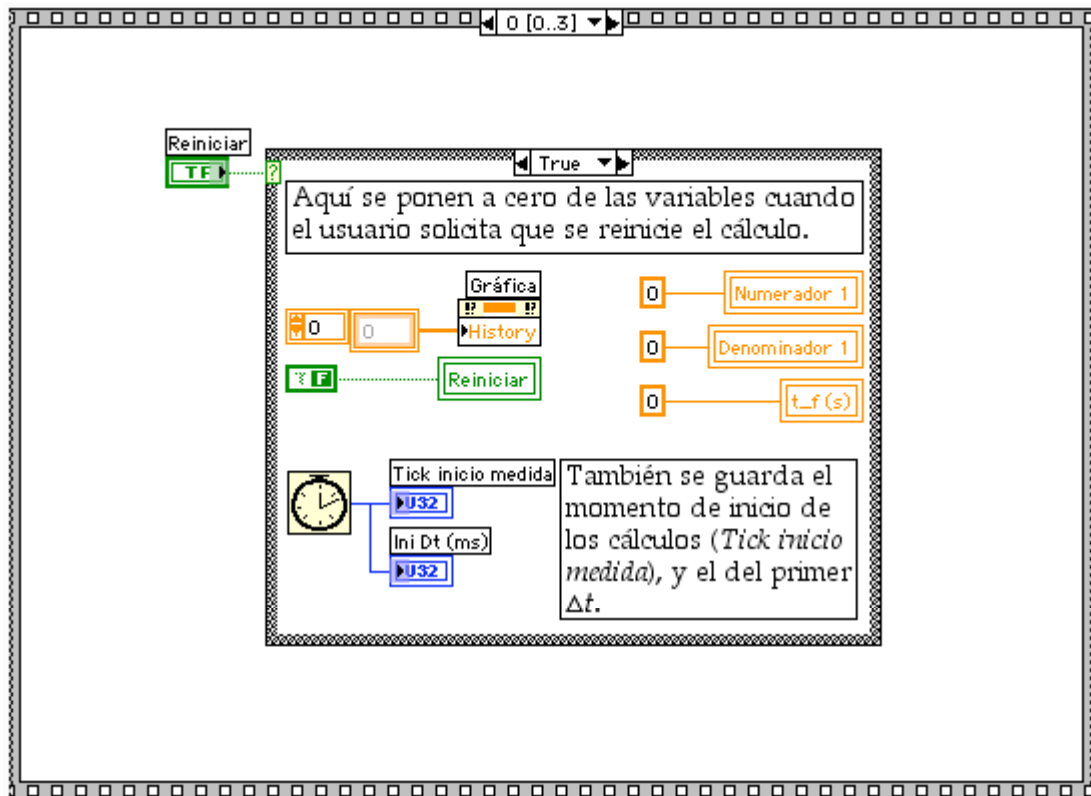 0 [0..3]
Reiniciar
TF
True
?
Aquí se ponen a cero de las variables cuando
el usuario solicita que se reinicie el cálculo.
Gráfica
!? !?
History
0 0
F
Reiniciar
0 Numerador 1
0 Denominador 1
0 t_f (s)
Tick inicio medida
U32
Ini Dt (ms)
U32
También se guarda el
momento de inicio de
los cálculos (Tick inicio
medida), y el del primer
Δt.